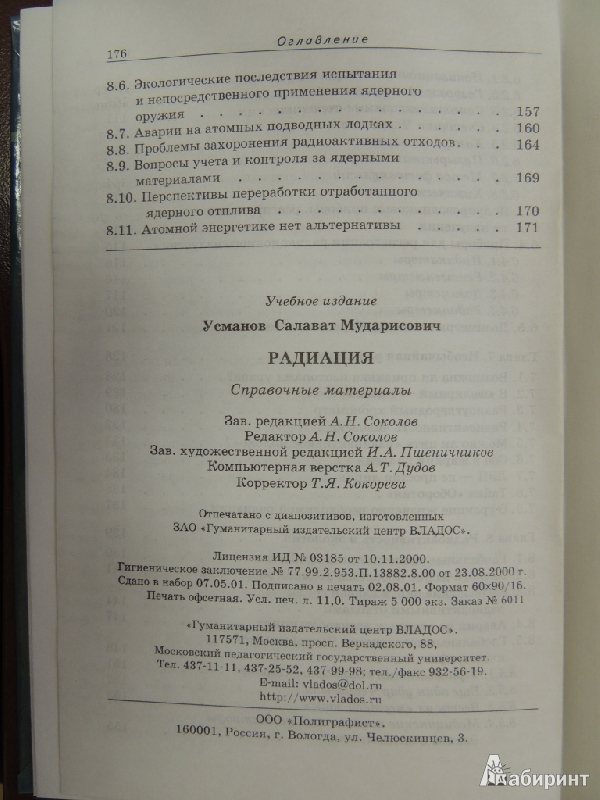 176
Оглавление
8.6. Экологические последствия испытания
и непосредственного применения ядерного
оружия . . . . . . . . . . . . . . . 157
8.7. Аварии на атомных подводных лодках . . . . . . 160
8.8. Проблемы захоронения радиоактивных отходов. . . 164
8.9. Вопросы учета и контроля за ядерными
материалами . . . . . . . . . . . . . 169
8.10. Перспективы переработки отработанного
ядерного отплива . . . . . . . . . . . . 170
8.11. Атомной энергетике нет альтернативы . . . . . 171
Учебное издание
Усманов Салават Мударисович
РАДИАЦИЯ
Справочные материалы
Зав. редакцией А.Н. Соколов
Редактор А.Н. Соколов
Зав. художественной редакцией И.А. Пшеничников
Компьютерная верстка А.Т. Дудов
Корректор Т.Я. Кокорева
Отпечатано с диапозитивов, изготовленных
ЗАО «Гуманитарный издательский центр ВЛАДОС».
Лицензия ИД № 03185 от 10.11.2000.
Гигиеническое заключение № 77.99.2.953.П.13882.8.00 от 23.08.2000 г.
Сдано в набор 07.05.01. Подписано в печать 02.08.01. Формат 60×90/16.
Печать офсетная. Усл. печ. л. 11,0. Тираж 5 000 экз. Заказ № 6011
«Гуманитарный издательский центр ВЛАДОС».
117571, Москва, просп. Вернадского, 88,
Московский педагогический государственный университет.
Тел. 437-11-11, 437-25-52, 437-99-98; тел./факс 932-56-19.
E-mail: vlados@dol.ru
http://www.vlados.ru
ООО «Полиграфист».
160001, Россия, г. Вологда, ул. Челюскинцев, 3.
Лабиринт